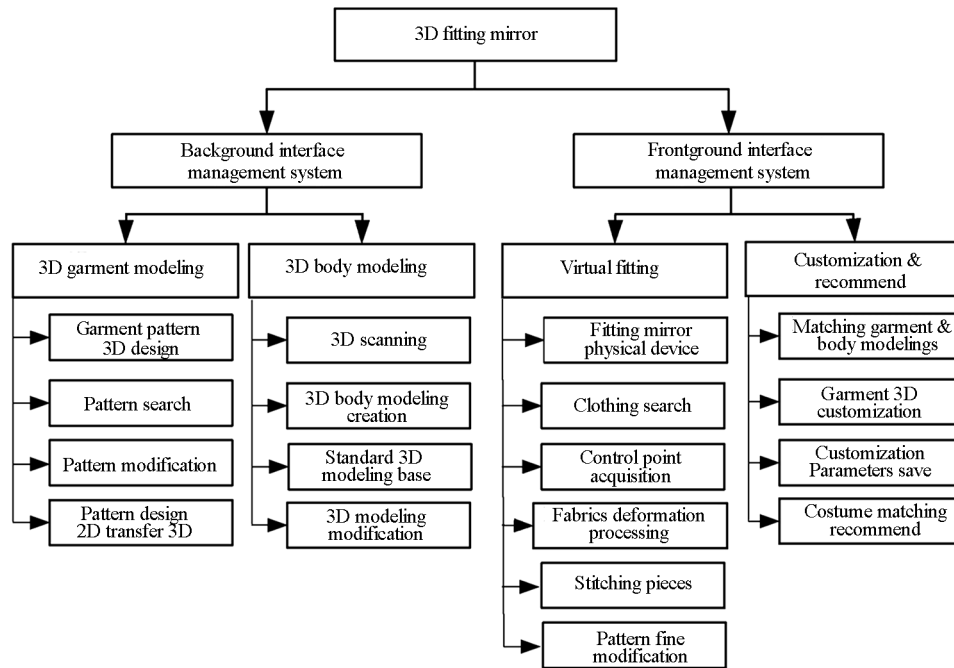 3D fitting mirror
Background interface
management system
Frontground interface
management system
3D garment modeling
3D body modeling
Virtual fitting
Customization &
recommend
Garment pattern
3D design
Pattern search
Pattern modification
Pattern design
2D transfer 3D
3D scanning
3D body modeling
creation
Standard 3D
modeling base
3D modeling
modification
Fitting mirror
physical device
Clothing search
Control point
acquisition
Fabrics deformation
processing
Stitching pieces
Pattern fine
modification
Matching garment &
body modelings
Garment 3D
customization
Customization
Parameters save
Costume matching
recommend